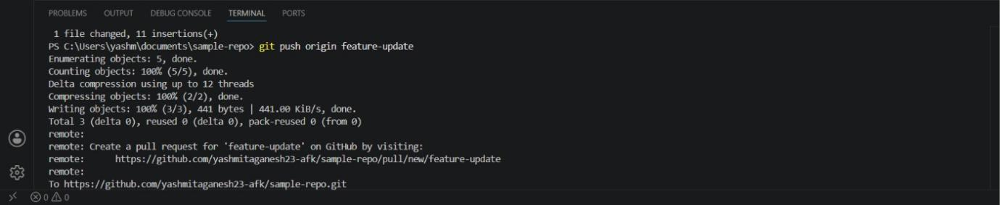 PROBLEMS OUTPUT DEBUG CONSOLE TERMINAL PORTS
1 file changed, 11 insertions(+)
PS C:\Users\yashm\documents\sample-repo> git push origin feature-update
Enumerating objects: 5, done.
Counting objects: 100% (5/5), done.
Delta compression using up to 12 threads
Compressing objects: 100% (2/2), done.
Writing objects: 100% (3/3), 441 bytes | 441.00 KiB/s, done.
Total 3 (delta 0), reused 0 (delta 0), pack-reused 0 (from 0)
remote:
remote: Create a pull request for 'feature-update' on GitHub by visiting:
remote:      https://github.com/yashmitaganesh23-afk/sample-repo/pull/new/feature-update
remote:
To https://github.com/yashmitaganesh23-afk/sample-repo.git
0 0